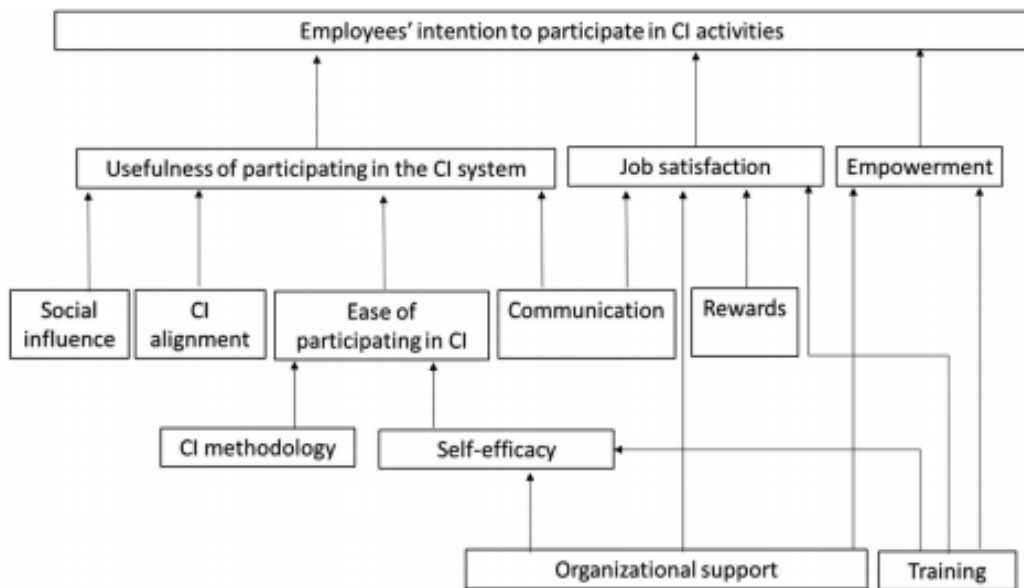 Employees' intention to participate in CI activities
Usefulness of participating in the CI system
Job satisfaction
Empowerment
Social
influence
CI
alignment
Ease of
participating in CI
Communication
Rewards
CI methodology
Self-efficacy
Organizational support
Training